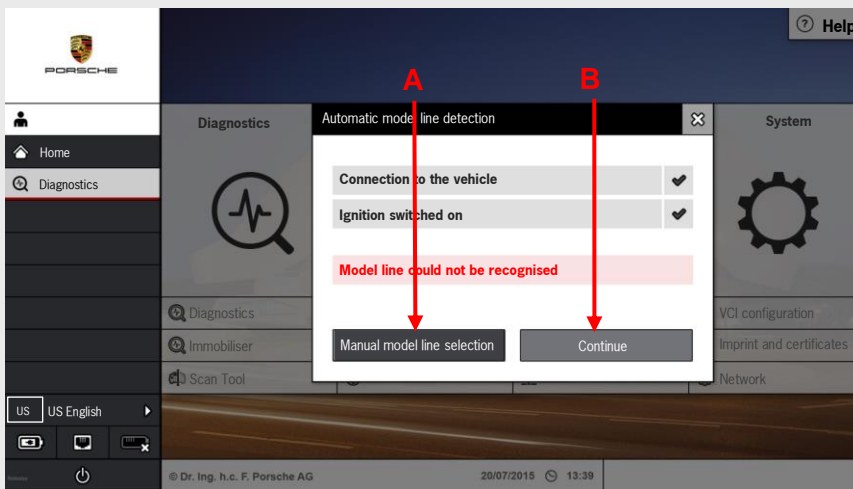 Help
PORSCHE
A
B
Diagnostics
Automatic model line detection
System
Home
Connection to the vehicle
Diagnostics
Ignition switched on
Model line could not be recognised
Diagnostics
VCI configuration
Manual model line selection
Continue
Immobiliser
Imprint and certificates
Scan Tool
Network
US
US English
© Dr. Ing. h.c. F. Porsche AG
20/07/2015
13:39